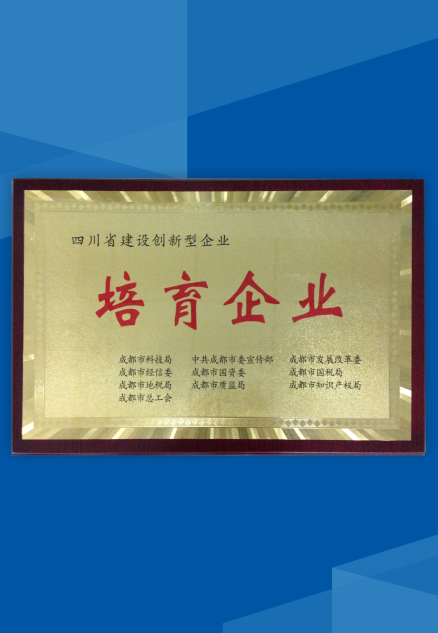 四川省建设创新型企业
培育企业
成都市科技局 中共成都市委宣传部 成都市发展改革委
成都市经信委 成都市国资委 成都市国税局
成都市地税局 成都市质监局 成都市知识产权局
成都市总工会